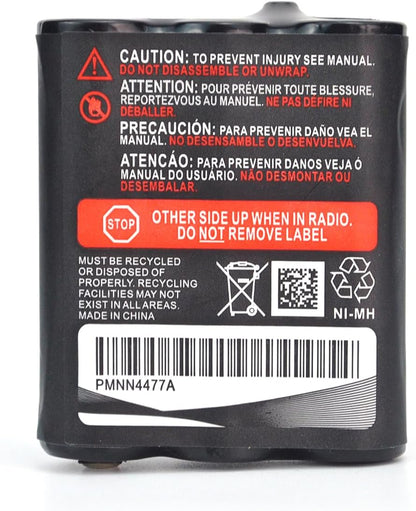 CAUTION: TO PREVENT INJURY SEE MANUAL.
DO NOT DISASSEMBLE OR UNWRAP.
ATTENTION: POUR PRÉVENIR TOUTE BLESSURE,
REPORTEZVOUS AU MANUEL. NE PAS DEFIRE NI
DÉBALLER.
PRECAUCIÓN: PARA PREVENIR DAÑO VEA EL
MANUAL. NO DESENSAMBLE O DESENVUELVA.
ATENCÁO: PARA PREVENIR DANOS VEJA Ó
MANUAL DO USUÁRIO. NÃO DESMONTAR OU
DESEMBALAR.
STOP
OTHER SIDE UP WHEN IN RADIO.
DO NOT REMOVE LABEL
MUST BE RECYCLED
OR DISPOSED OF
PROPERLY. RECYCLING
FACILITIES MAY NOT
EXIST IN ALL AREAS.
MADE IN CHINA
NI-MH
PMNN4477A